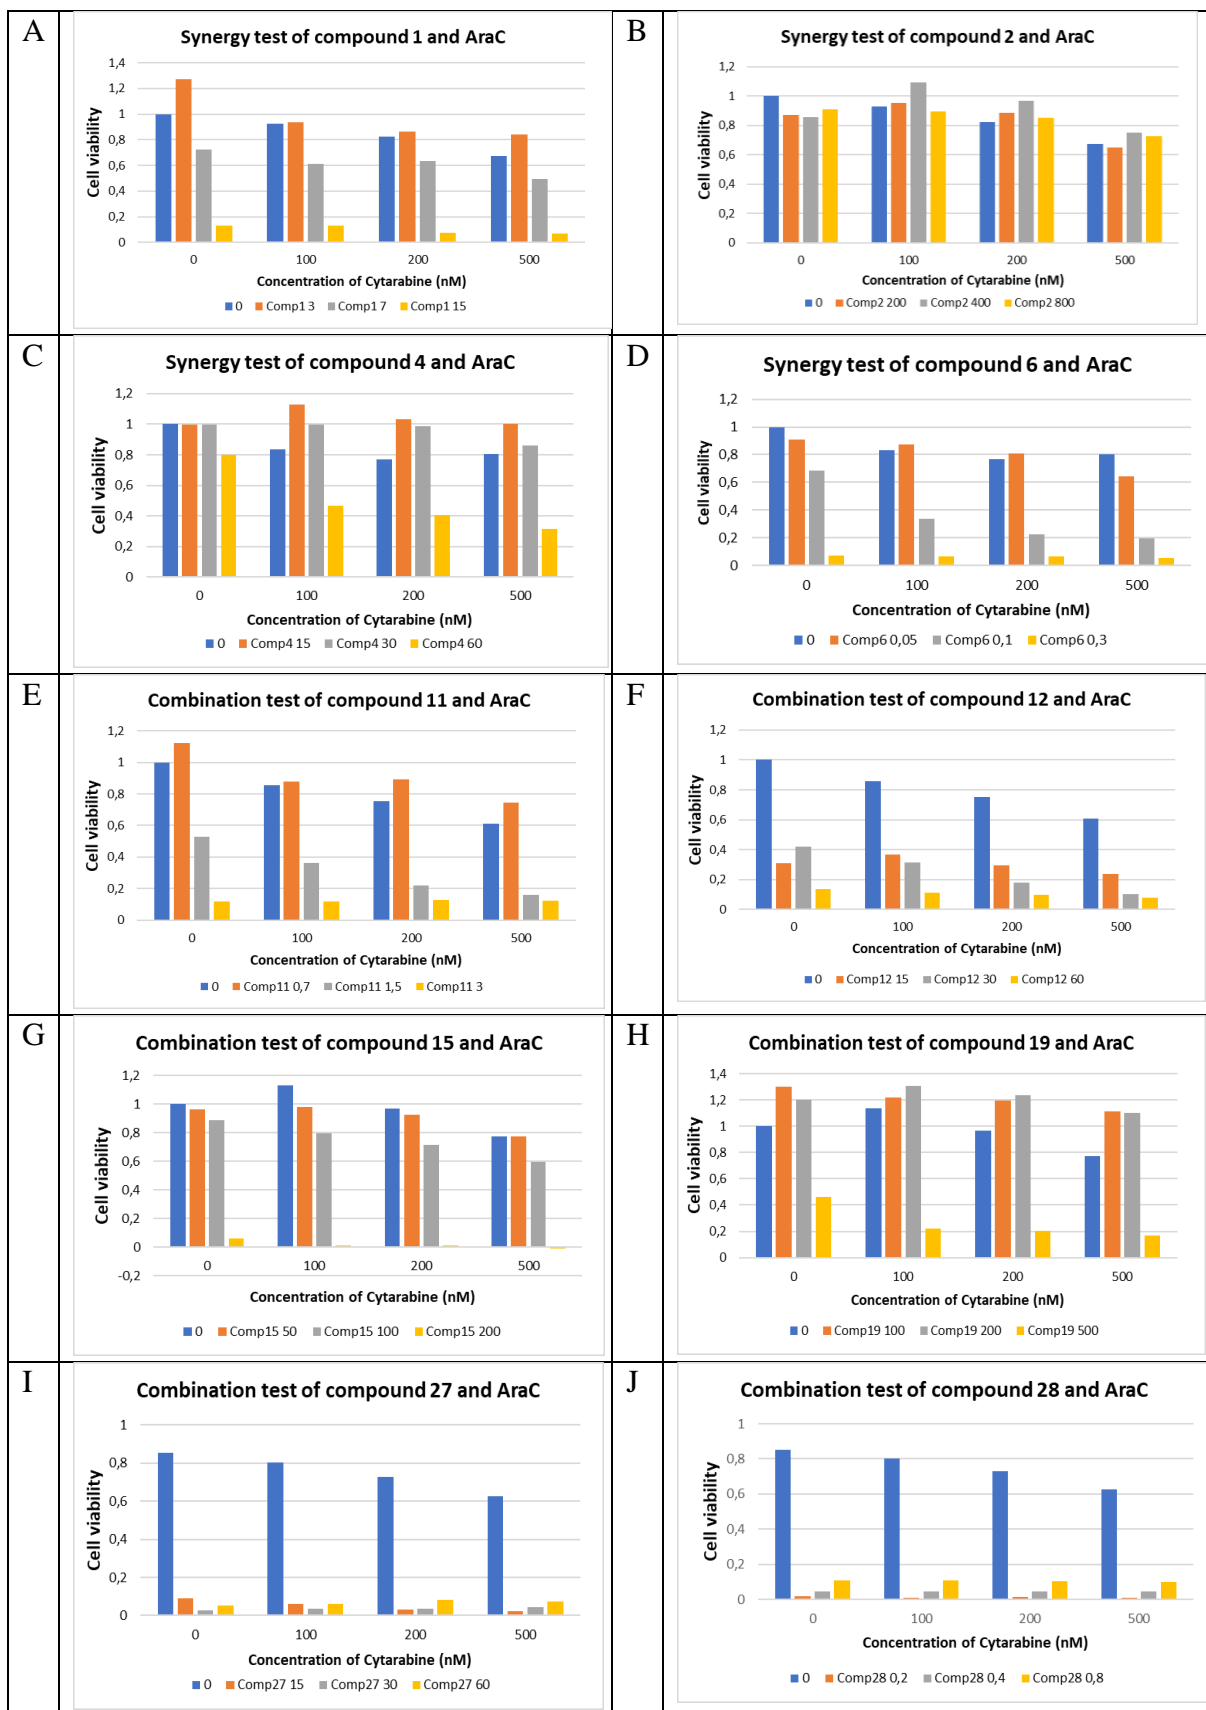 A
Synergy test of compound 1 and AraC
1,4
1,2
1
0,8
0,6
0,4
0,2
0
Cell viability
0 100 200 500
Concentration of Cytarabine (nM)
0 Comp1 3 Comp1 7 Comp1 15
B
Synergy test of compound 2 and AraC
1,2
1
0,8
0,6
0,4
0,2
0
Cell viability
0 100 200 500
Concentration of Cytarabine (nM)
0 Comp2 200 Comp2 400 Comp2 800
C
Synergy test of compound 4 and AraC
1,2
1
0,8
0,6
0,4
0,2
0
Cell viability
0 100 200 500
Concentration of Cytarabine (nM)
0 Comp4 15 Comp4 30 Comp4 60
D
Synergy test of compound 6 and AraC
1,2
1
0,8
0,6
0,4
0,2
0
Cell viability
0 100 200 500
Concentration of Cytarabine (nM)
0 Comp6 0,05 Comp6 0,1 Comp6 0,3
E
Combination test of compound 11 and AraC
1,2
1
0,8
0,6
0,4
0,2
0
Cell viability
0 100 200 500
Concentration of Cytarabine (nM)
0 Comp11 0,7 Comp11 1,5 Comp11 3
F
Combination test of compound 12 and AraC
1,2
1
0,8
0,6
0,4
0,2
0
Cell viability
0 100 200 500
Concentration of Cytarabine (nM)
0 Comp12 15 Comp12 30 Comp12 60
G
Combination test of compound 15 and AraC
1,2
1
0,8
0,6
0,4
0,2
0
-0,2
Cell viability
0 100 200 500
Concentration of Cytarabine (nM)
0 Comp15 50 Comp15 100 Comp15 200
H
Combination test of compound 19 and AraC
1,4
1,2
1
0,8
0,6
0,4
0,2
0
Cell viability
0 100 200 500
Concentration of Cytarabine (nM)
0 Comp19 100 Comp19 200 Comp19 500
I
Combination test of compound 27 and AraC
1
0,8
0,6
0,4
0,2
0
Cell viability
0 100 200 500
Concentration of Cytarabine (nM)
0 Comp27 15 Comp27 30 Comp27 60
J
Combination test of compound 28 and AraC
1
0,8
0,6
0,4
0,2
0
Cell viability
0 100 200 500
Concentration of Cytarabine (nM)
0 Comp28 0,2 Comp28 0,4 Comp28 0,8